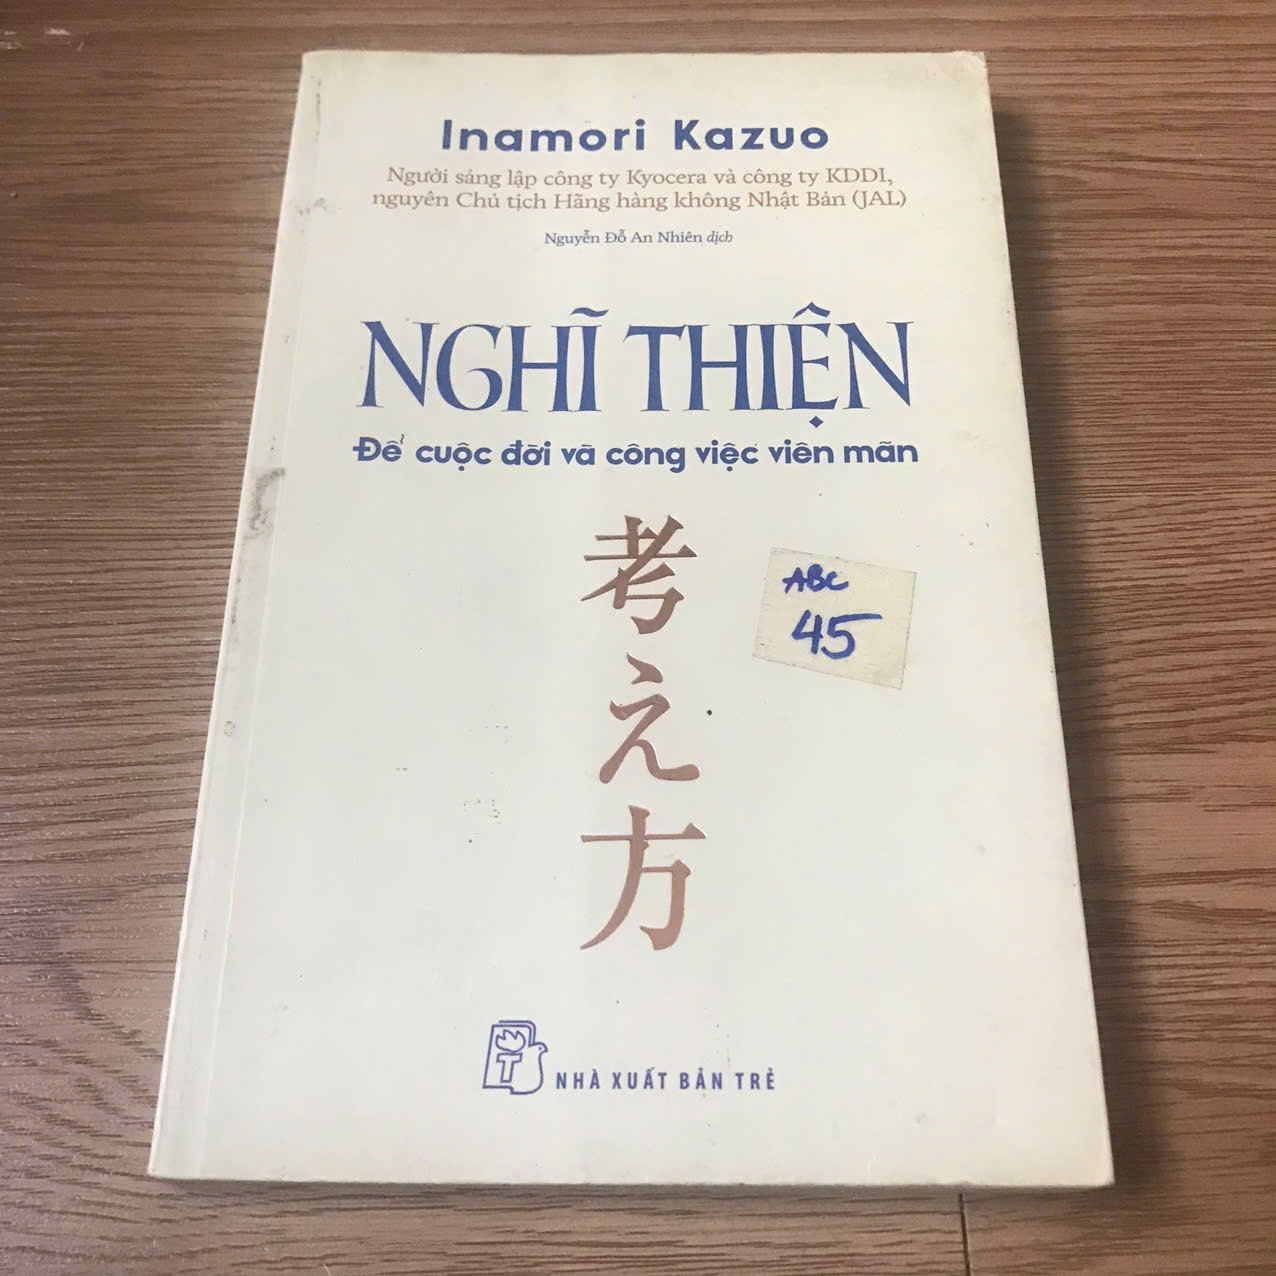 Inamori Kazuo
Người sáng lập công ty Kyocera và công ty KDDI,
nguyên Chủ tịch Hãng hàng không Nhật Bản (JAL)
Nguyễn Đỗ An Nhiên dịch
NGHĨ THIỆN
Để cuộc đời và công việc viên mãn
考え方
ABC
45
T
NHÀ XUẤT BẢN TRẺ